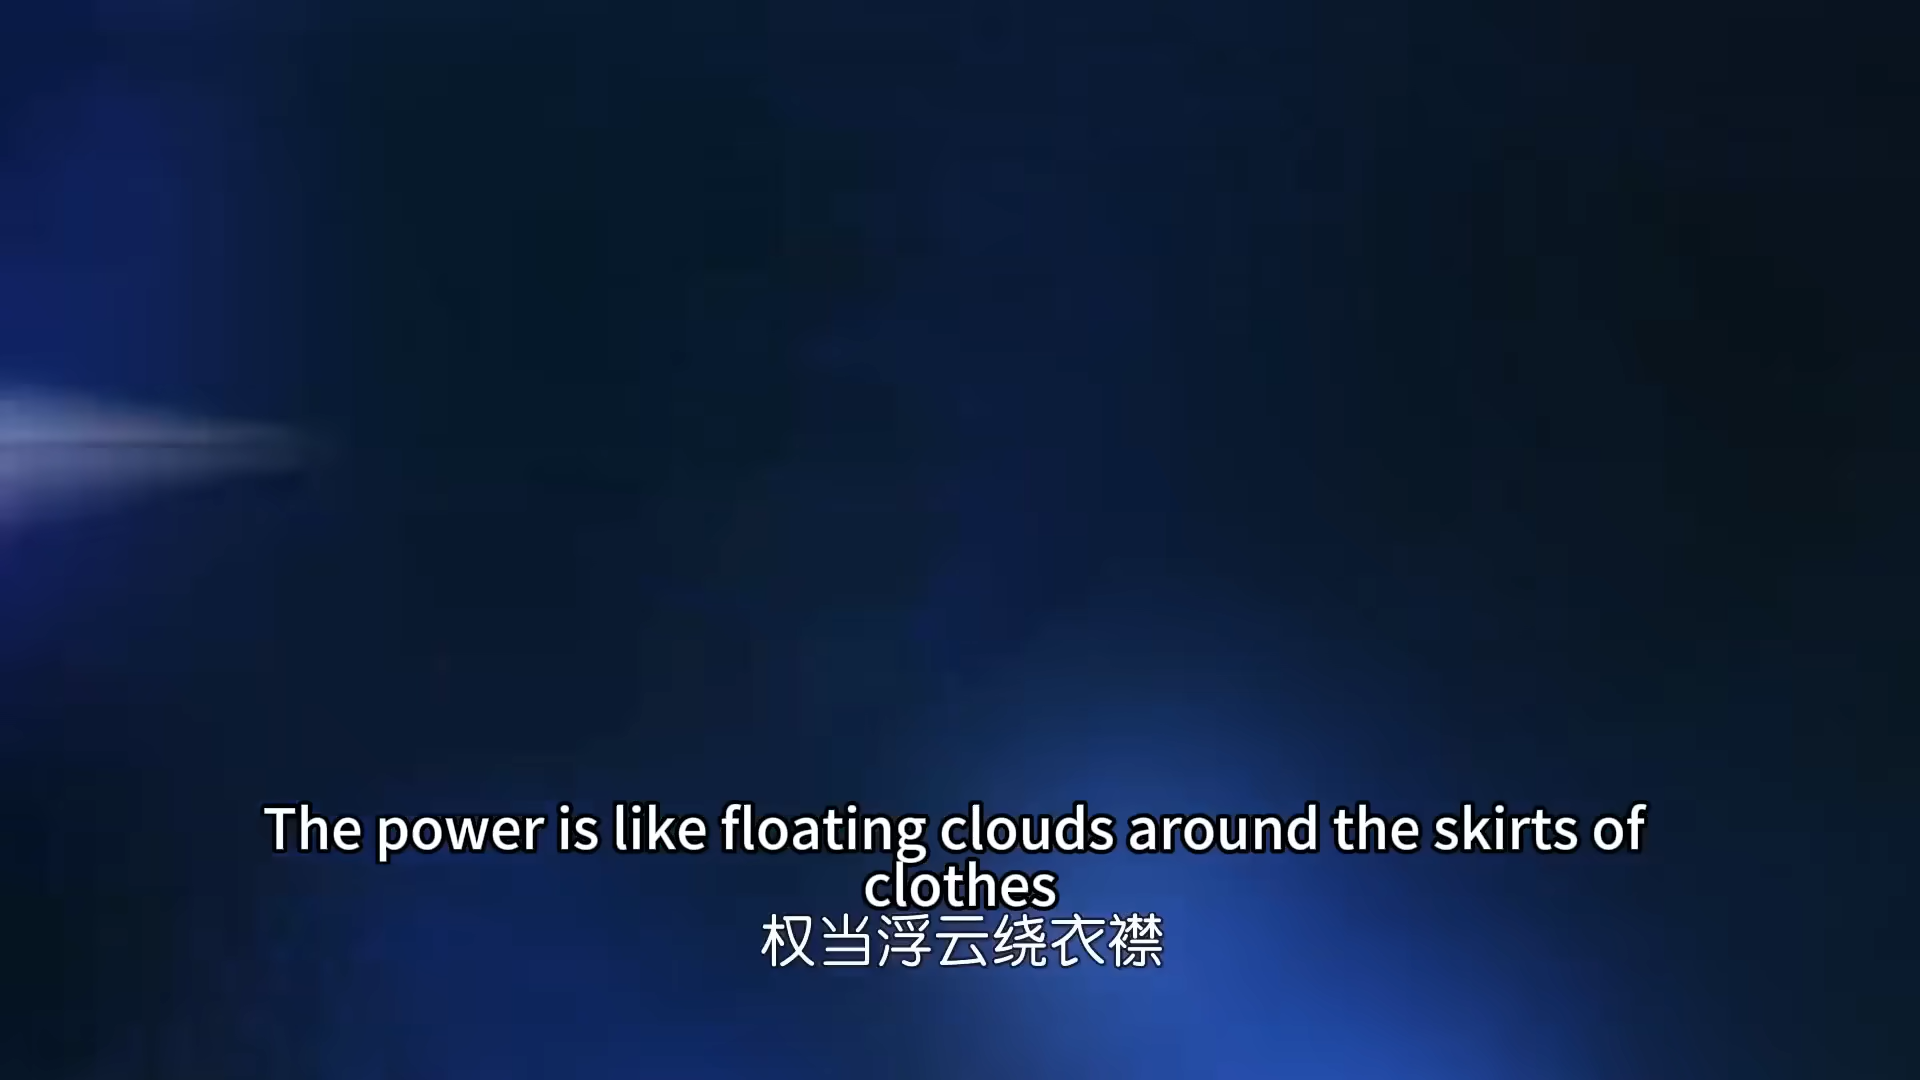 The power is like floating clouds around the skirts of
clothes
权当浮云绕衣襟